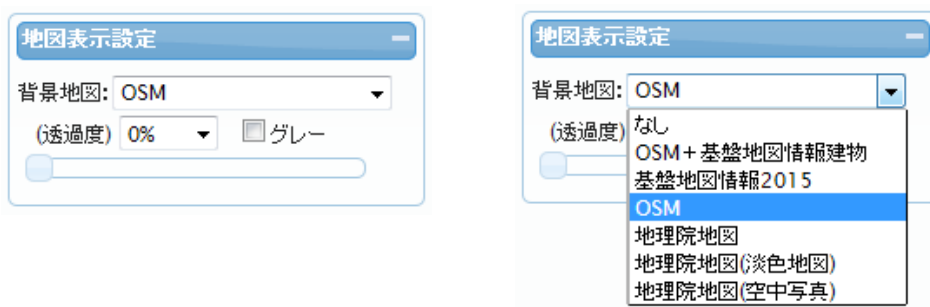 地図表示設定
背景地図: OSM
(透過度) 0% グレー
地図表示設定
背景地図: OSM
(透過度)
なし
OSM+基盤地図情報建物
基盤地図情報2015
OSM
地理院地図
地理院地図(淡色地図)
地理院地図(空中写真)